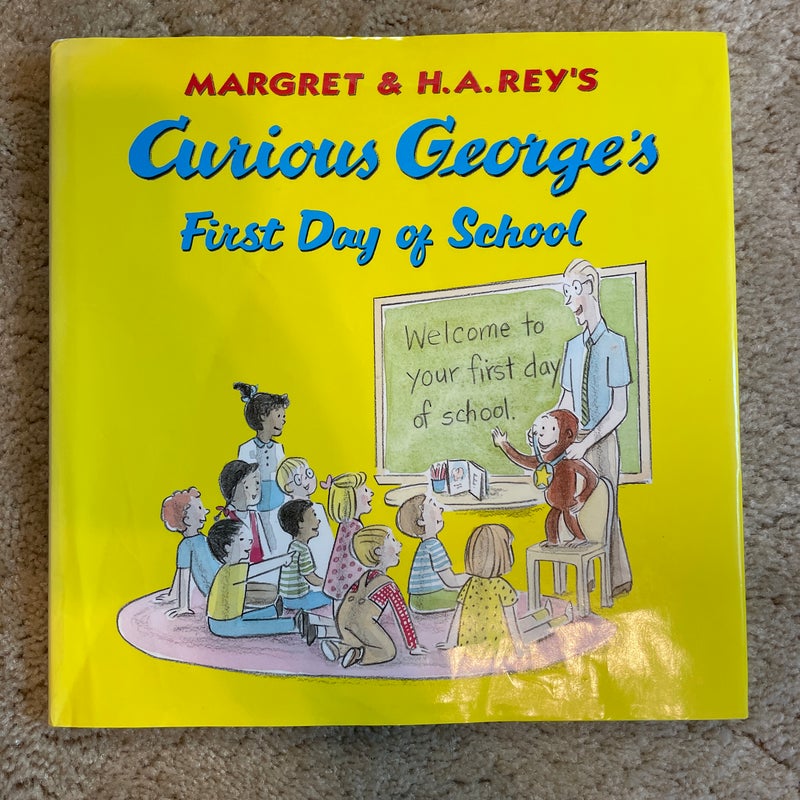 MARGRET & H.A. REY'S
Curious George's
First Day of School
Welcome to
your first day
of school.